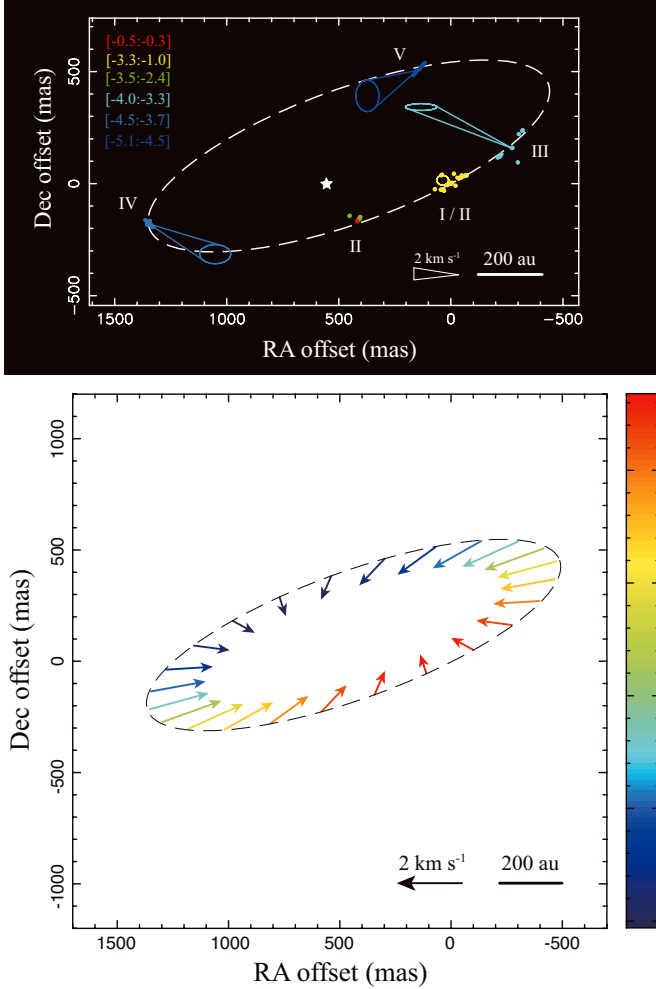 [-0.5:-0.3]
[-3.3:-1.0]
[-3.5:-2.4]
[-4.0:-3.3]
[-4.5:-3.7]
[-5.1:-4.5]
V
III
IV
II
I / II
2 km s⁻¹
200 au
500
0
-500
Dec offset (mas)
1500 1000 500 0 -500
RA offset (mas)
1000
500
0
-500
-1000
Dec offset (mas)
2 km s⁻¹
200 au
1500 1000 500 0 -500
RA offset (mas)